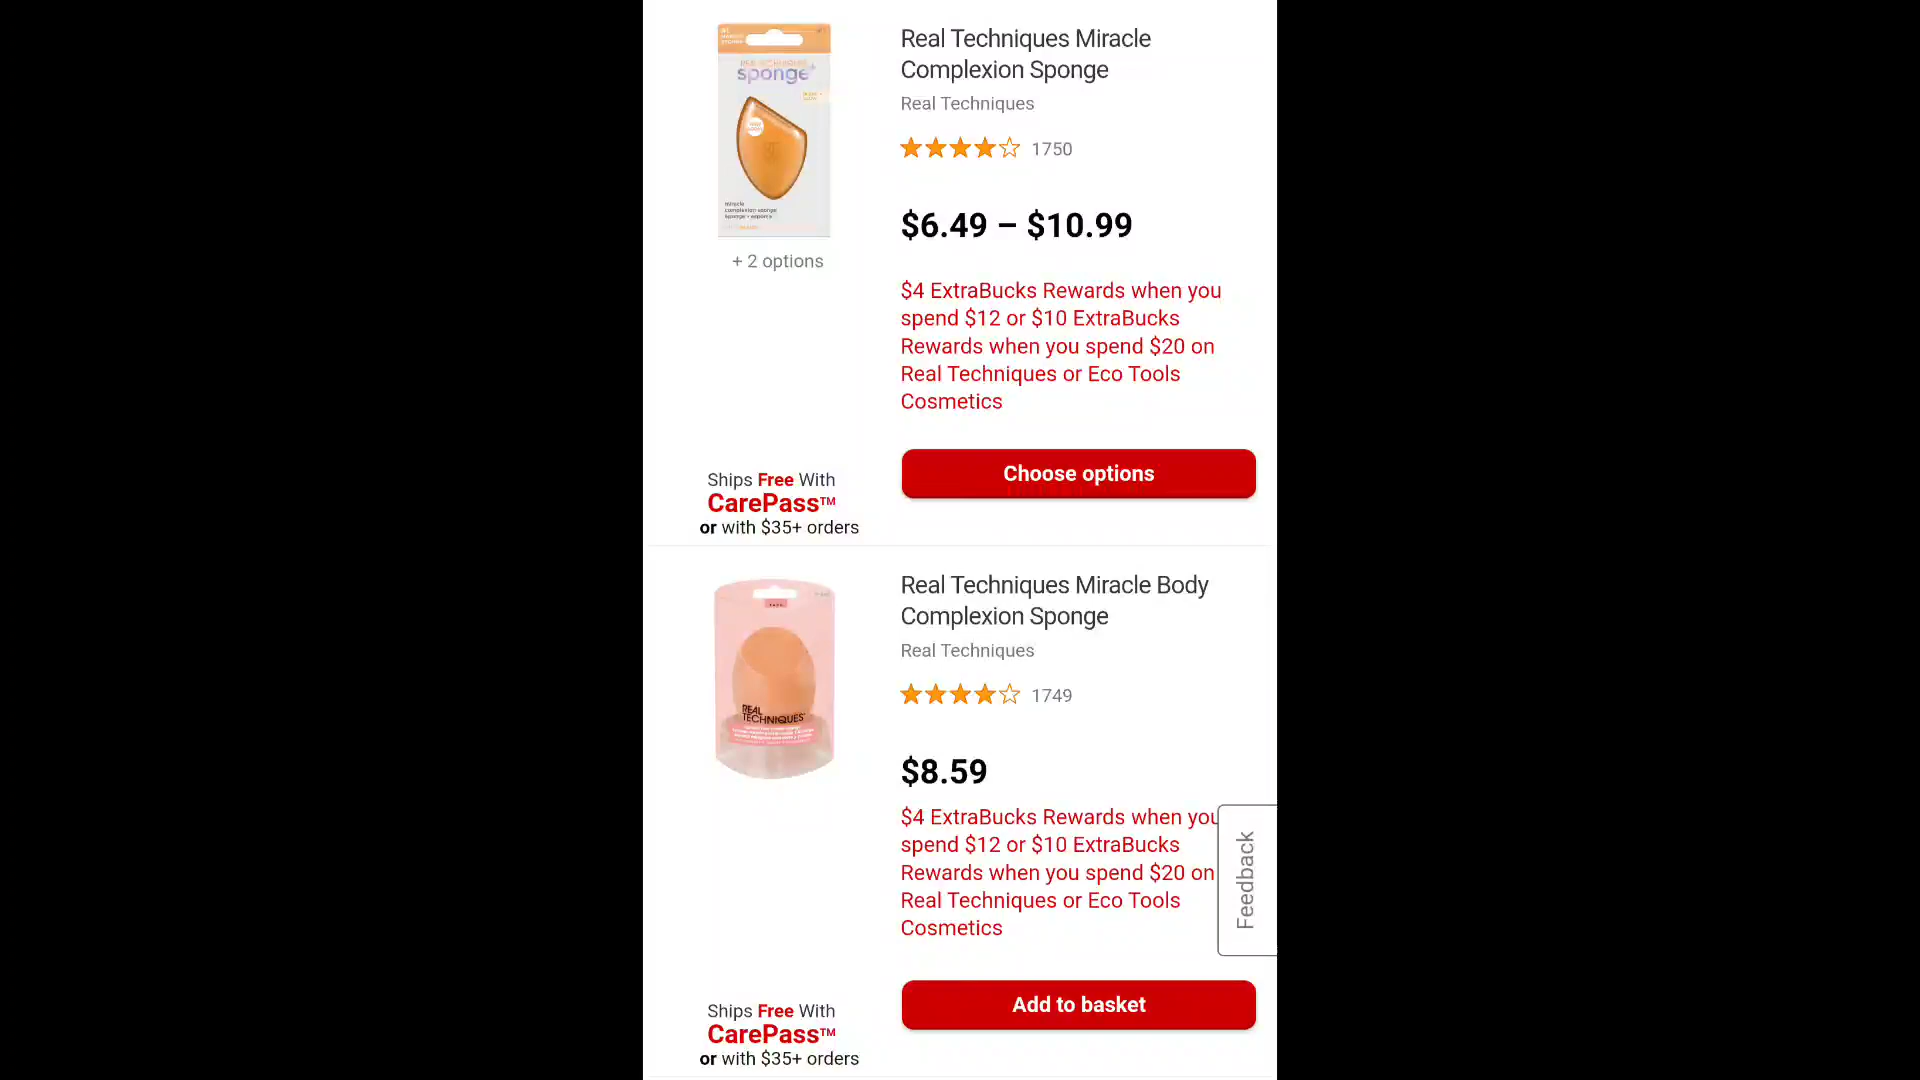 sponge+
miracle
complexion sponge
+ 2 options
Real Techniques Miracle
Complexion Sponge
Real Techniques
1750
$6.49 – $10.99
$4 ExtraBucks Rewards when you
spend $12 or $10 ExtraBucks
Rewards when you spend $20 on
Real Techniques or Eco Tools
Cosmetics
Choose options
Ships Free With
CarePass™
or with $35+ orders
REAL
TECHNIQUES
Real Techniques Miracle Body
Complexion Sponge
Real Techniques
1749
$8.59
$4 ExtraBucks Rewards when you
spend $12 or $10 ExtraBucks
Rewards when you spend $20 on
Real Techniques or Eco Tools
Cosmetics
Feedback
Add to basket
Ships Free With
CarePass™
or with $35+ orders